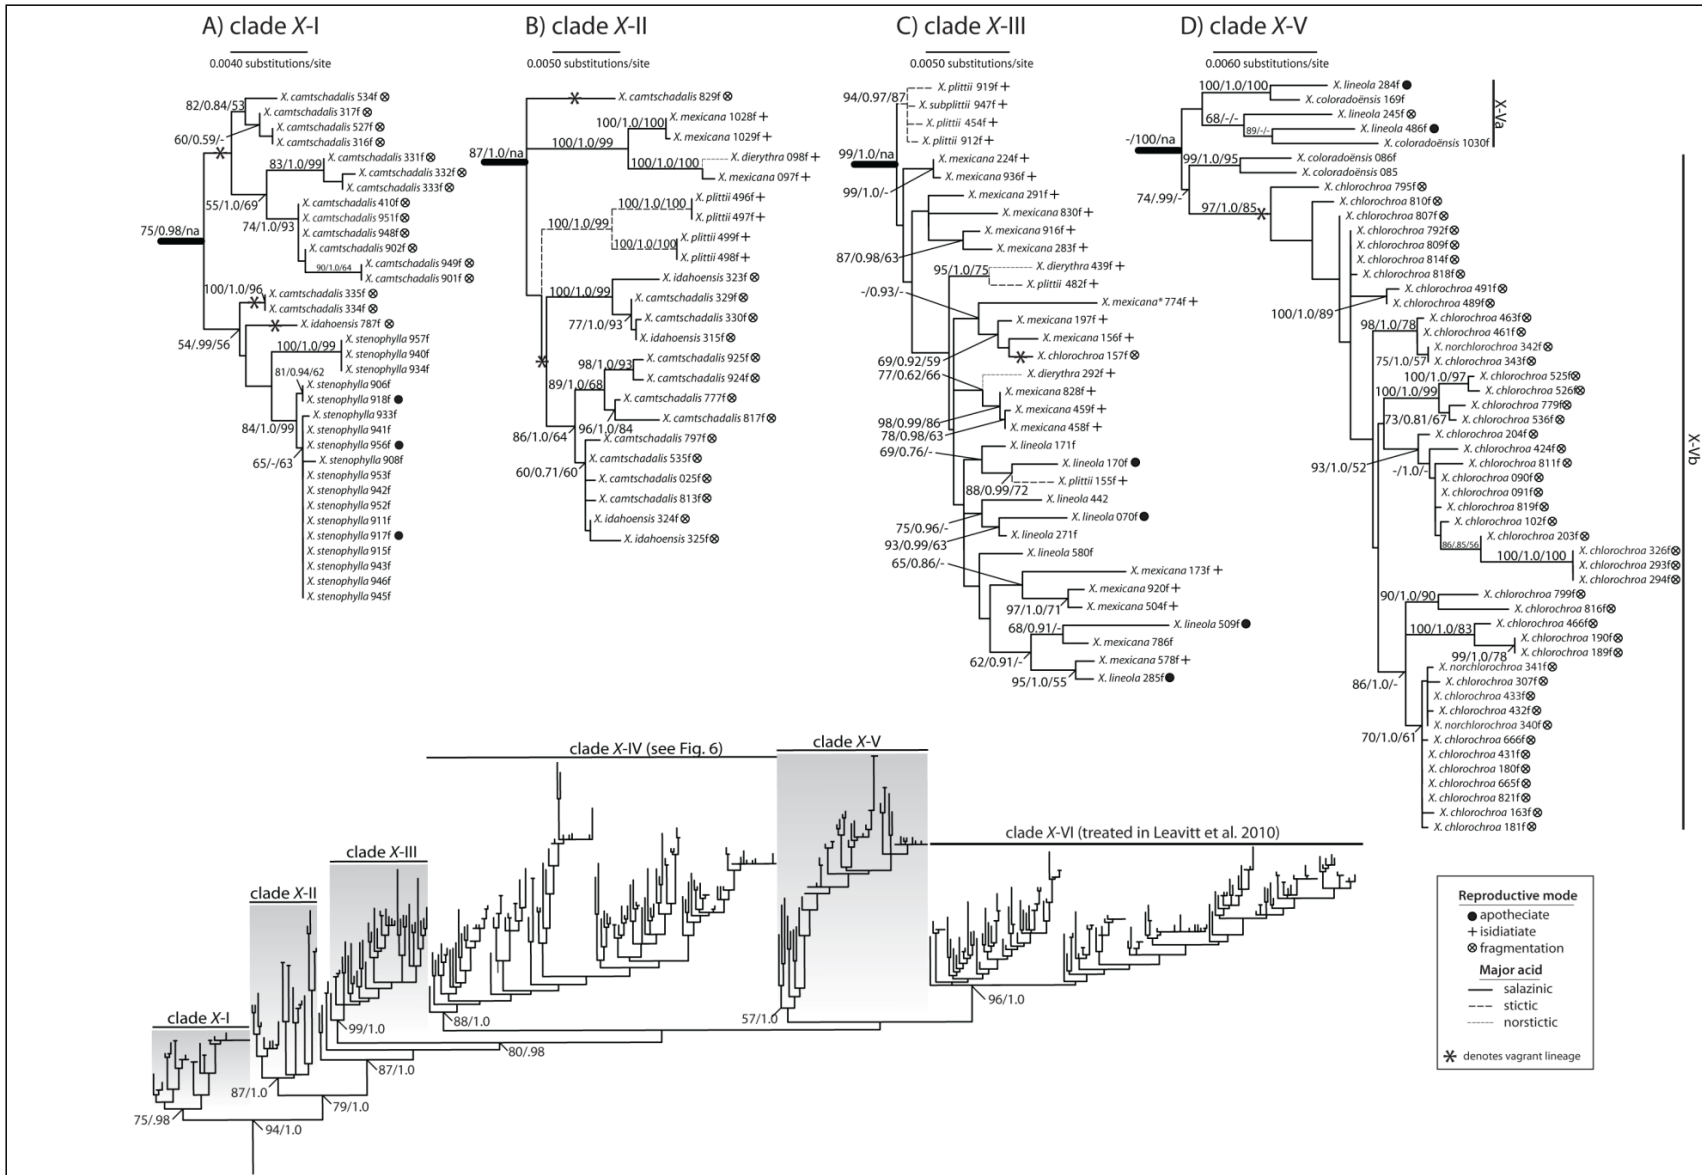 A) clade X-I
0.0040 substitutions/site
82/0.84/53
X. camtschadalis 534f
X. camtschadalis 317f
X. camtschadalis 527f
X. camtschadalis 316f
60/0.59/-
83/1.0/99
X. camtschadalis 331f
X. camtschadalis 332f
X. camtschadalis 333f
55/1.0/69
X. camtschadalis 410f
X. camtschadalis 951f
74/1.0/93
X. camtschadalis 948f
75/0.98/na
X. camtschadalis 902f
90/1.0/64
X. camtschadalis 949f
X. camtschadalis 901f
100/1.0/96
X. camtschadalis 335f
X. camtschadalis 334f
X. idahoensis 787f
54/.99/56
100/1.0/99
X. stenophylla 957f
X. stenophylla 940f
X. stenophylla 934f
81/0.94/62
X. stenophylla 906f
X. stenophylla 918f
X. stenophylla 933f
84/1.0/99
X. stenophylla 941f
X. stenophylla 956f
65/-/63
X. stenophylla 908f
X. stenophylla 953f
X. stenophylla 942f
X. stenophylla 952f
X. stenophylla 911f
X. stenophylla 917f
X. stenophylla 915f
X. stenophylla 943f
X. stenophylla 946f
X. stenophylla 945f
B) clade X-II
0.0050 substitutions/site
X. camtschadalis 829f
100/1.0/100
X. mexicana 1028f +
X. mexicana 1029f +
87/1.0/na
100/1.0/99
100/1.0/100
X. dierythra 098f +
X. mexicana 097f +
100/1.0/100
X. plittii 496f +
X. plittii 497f +
100/1.0/99
100/1.0/100
X. plittii 499f +
X. plittii 498f +
X. idahoensis 323f
100/1.0/99
X. camtschadalis 329f
77/1.0/93
X. camtschadalis 330f
X. idahoensis 315f
98/1.0/93
X. camtschadalis 925f
X. camtschadalis 924f
89/1.0/68
X. camtschadalis 777f
X. camtschadalis 817f
96/1.0/84
86/1.0/64
X. camtschadalis 797f
X. camtschadalis 535f
60/0.71/60
X. camtschadalis 025f
X. camtschadalis 813f
X. idahoensis 324f
X. idahoensis 325f
C) clade X-III
0.0050 substitutions/site
94/0.97/87
X. plittii 919f +
X. subplittii 947f +
X. plittii 454f +
X. plittii 912f +
99/1.0/na
X. mexicana 224f +
X. mexicana 936f +
99/1.0/-
X. mexicana 291f +
X. mexicana 830f +
X. mexicana 916f +
X. mexicana 283f +
87/0.98/63
95/1.0/75
X. dierythra 439f +
X. plittii 482f +
-/0.93/-
X. mexicana* 774f +
X. mexicana 197f +
X. mexicana 156f +
X. chlorochroa 157f
69/0.92/59
77/0.62/66
X. dierythra 292f +
X. mexicana 828f +
X. mexicana 459f +
98/0.99/86
X. mexicana 458f +
78/0.98/63
X. lineola 171f
69/0.76/-
X. lineola 170f
X. plittii 155f +
88/0.99/72
X. lineola 442
X. lineola 070f
75/0.96/-
X. lineola 271f
93/0.99/63
X. lineola 580f
65/0.86/-
X. mexicana 173f +
X. mexicana 920f +
X. mexicana 504f +
97/1.0/71
X. lineola 509f
68/0.91/-
X. mexicana 786f
62/0.91/-
X. mexicana 578f +
X. lineola 285f
95/1.0/55
D) clade X-V
0.0060 substitutions/site
100/1.0/100
X. lineola 284f
X. coloradoënsis 169f
X. lineola 245f
68/-/-
89/-/-
X. lineola 486f
X. coloradoënsis 1030f
X-Va
-/100/na
99/1.0/95
X. coloradoënsis 086f
X. coloradoënsis 085
74/.99/-
X. chlorochroa 795f
97/1.0/85
X. chlorochroa 810f
X. chlorochroa 807f
X. chlorochroa 792f
X. chlorochroa 809f
X. chlorochroa 814f
X. chlorochroa 818f
X. chlorochroa 491f
X. chlorochroa 489f
100/1.0/89
98/1.0/78
X. chlorochroa 463f
X. chlorochroa 461f
X. norchlorochroa 342f
75/1.0/57
X. chlorochroa 343f
100/1.0/97
X. chlorochroa 525f
100/1.0/99
X. chlorochroa 526f
X. chlorochroa 779f
73/0.81/67
X. chlorochroa 536f
X. chlorochroa 204f
X. chlorochroa 424f
93/1.0/52
-/1.0/-
X. chlorochroa 811f
X. chlorochroa 090f
X. chlorochroa 091f
X. chlorochroa 819f
X. chlorochroa 102f
X. chlorochroa 203f
86/.85/56
100/1.0/100
X. chlorochroa 326f
X. chlorochroa 293f
X. chlorochroa 294f
90/1.0/90
X. chlorochroa 799f
X. chlorochroa 816f
100/1.0/83
X. chlorochroa 466f
X. chlorochroa 190f
99/1.0/78
X. chlorochroa 189f
X. norchlorochroa 341f
86/1.0/-
X. chlorochroa 307f
X. chlorochroa 433f
X. chlorochroa 432f
X. norchlorochroa 340f
70/1.0/61
X. chlorochroa 666f
X. chlorochroa 431f
X. chlorochroa 180f
X. chlorochroa 665f
X. chlorochroa 821f
X. chlorochroa 163f
X. chlorochroa 181f
X-Vb
clade X-IV (see Fig. 6)
clade X-V
clade X-VI (treated in Leavitt et al. 2010)
clade X-III
clade X-II
clade X-I
99/1.0
88/1.0
57/1.0
96/1.0
80/.98
87/1.0
87/1.0
79/1.0
75/.98
94/1.0
Reproductive mode
apotheciate
+ isidiatiate
fragmentation
Major acid
salazinic
stictic
norstictic
denotes vagrant lineage